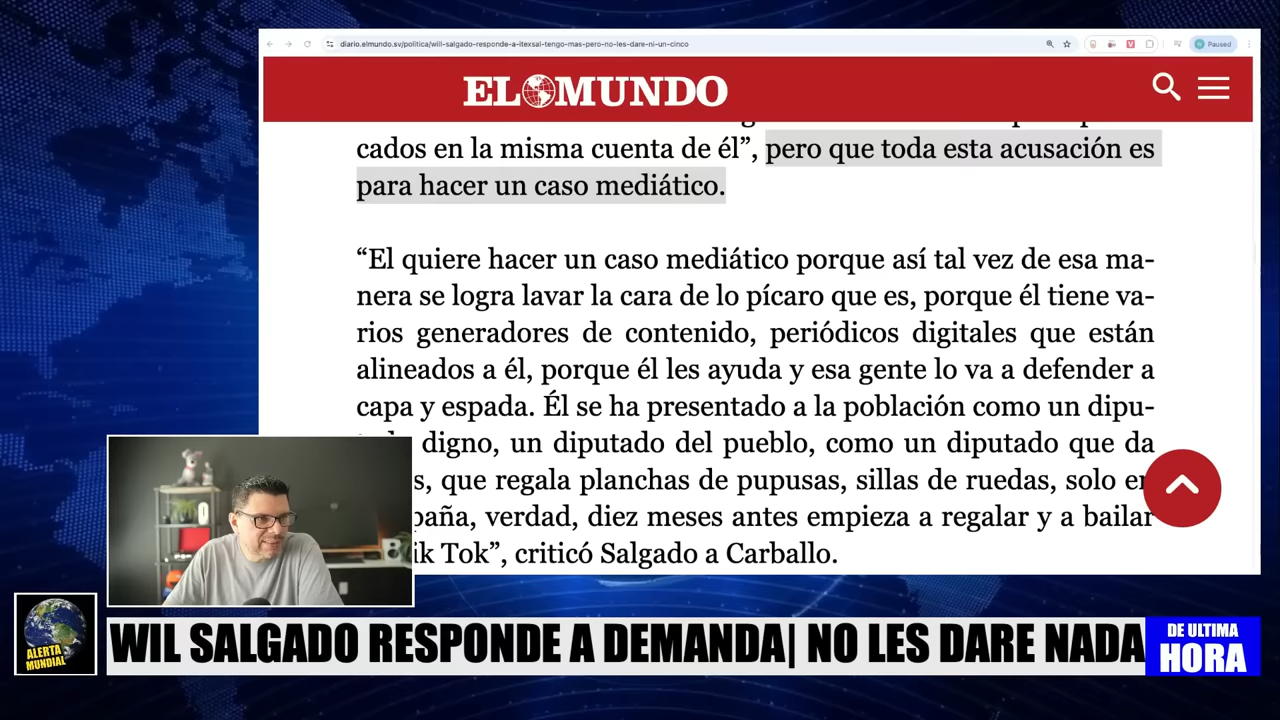 diario.elmundo.sv/politica/will-salgado-responde-a-itexsal-tengo-mas-pero-no-les-dare-ni-un-cinco
Paused
EL MUNDO
cados en la misma cuenta de él”, pero que toda esta acusación es
para hacer un caso mediático.
“El quiere hacer un caso mediático porque así tal vez de esa ma-
nera se logra lavar la cara de lo pícaro que es, porque él tiene va-
rios generadores de contenido, periódicos digitales que están
alineados a él, porque él les ayuda y esa gente lo va a defender a
capa y espada. Él se ha presentado a la población como un dipu-
digno, un diputado del pueblo, como un diputado que da
que regala planchas de pupusas, sillas de ruedas, solo en
verdad, diez meses antes empieza a regalar y a bailar
Tok”, criticó Salgado a Carballo.
ALERTA
MUNDIAL
WIL SALGADO RESPONDE A DEMANDA| NO LES DARE NADA
DE ULTIMA
HORA